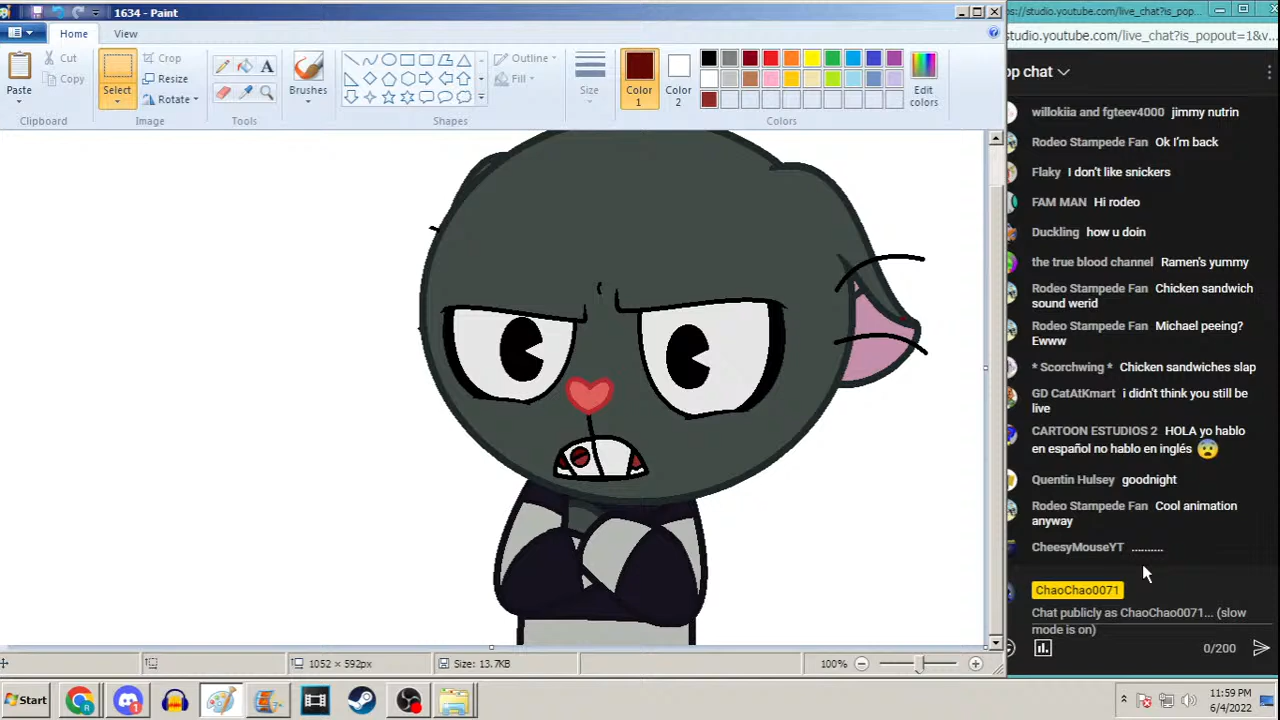 1634 - Paint
Home
View
Paste
Cut
Copy
Clipboard
Select
Crop
Resize
Rotate
Image
A
Tools
Brushes
Shapes
Outline
Fill
Size
Color
1
Color
2
Edit
colors
Colors
1052 × 592px
Size: 13.7KB
100%
Start
11:59 PM
6/4/2022
ps://studio.youtube.com/live_chat?is_pop...
studio.youtube.com/live_chat?is_popout=1&v...
op chat
willokiia and fgteev4000 jimmy nutrin
Rodeo Stampede Fan Ok I'm back
Flaky I don't like snickers
FAM MAN Hi rodeo
Duckling how u doin
the true blood channel Ramen's yummy
Rodeo Stampede Fan Chicken sandwich
sound werid
Rodeo Stampede Fan Michael peeing?
Ewww
* Scorchwing * Chicken sandwiches slap
GD CatAtKmart i didn't think you still be
live
CARTOON ESTUDIOS 2 HOLA yo hablo
en español no hablo en inglés 😨
Quentin Hulsey goodnight
Rodeo Stampede Fan Cool animation
anyway
CheesyMouseYT ..........
ChaoChao0071
Chat publicly as ChaoChao0071... (slow
mode is on)
0/200